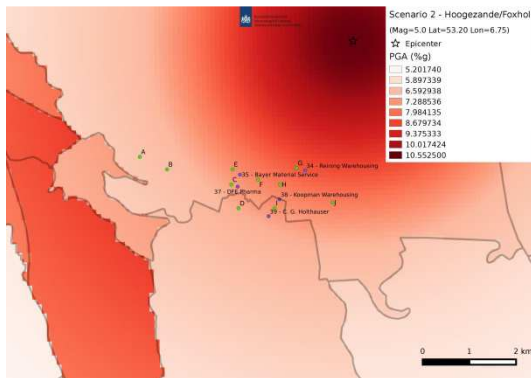 Scenario 2 - Hoogezande/Foxhol
(Mag=5.0 Lat=53.20 Lon=6.75)
Epicenter
PGA (%g)
5.201740
5.897339
6.592938
7.288536
7.984135
8.679734
9.375333
10.017424
10.552500
A
B
E
G
34 - Reining Warehousing
35 - Bayer Material Service
C
F
H
37 - DFE Pharma
38 - Koopman Warehousing
D
I
J
39 - C. G. Holthauser
0 1 2 km